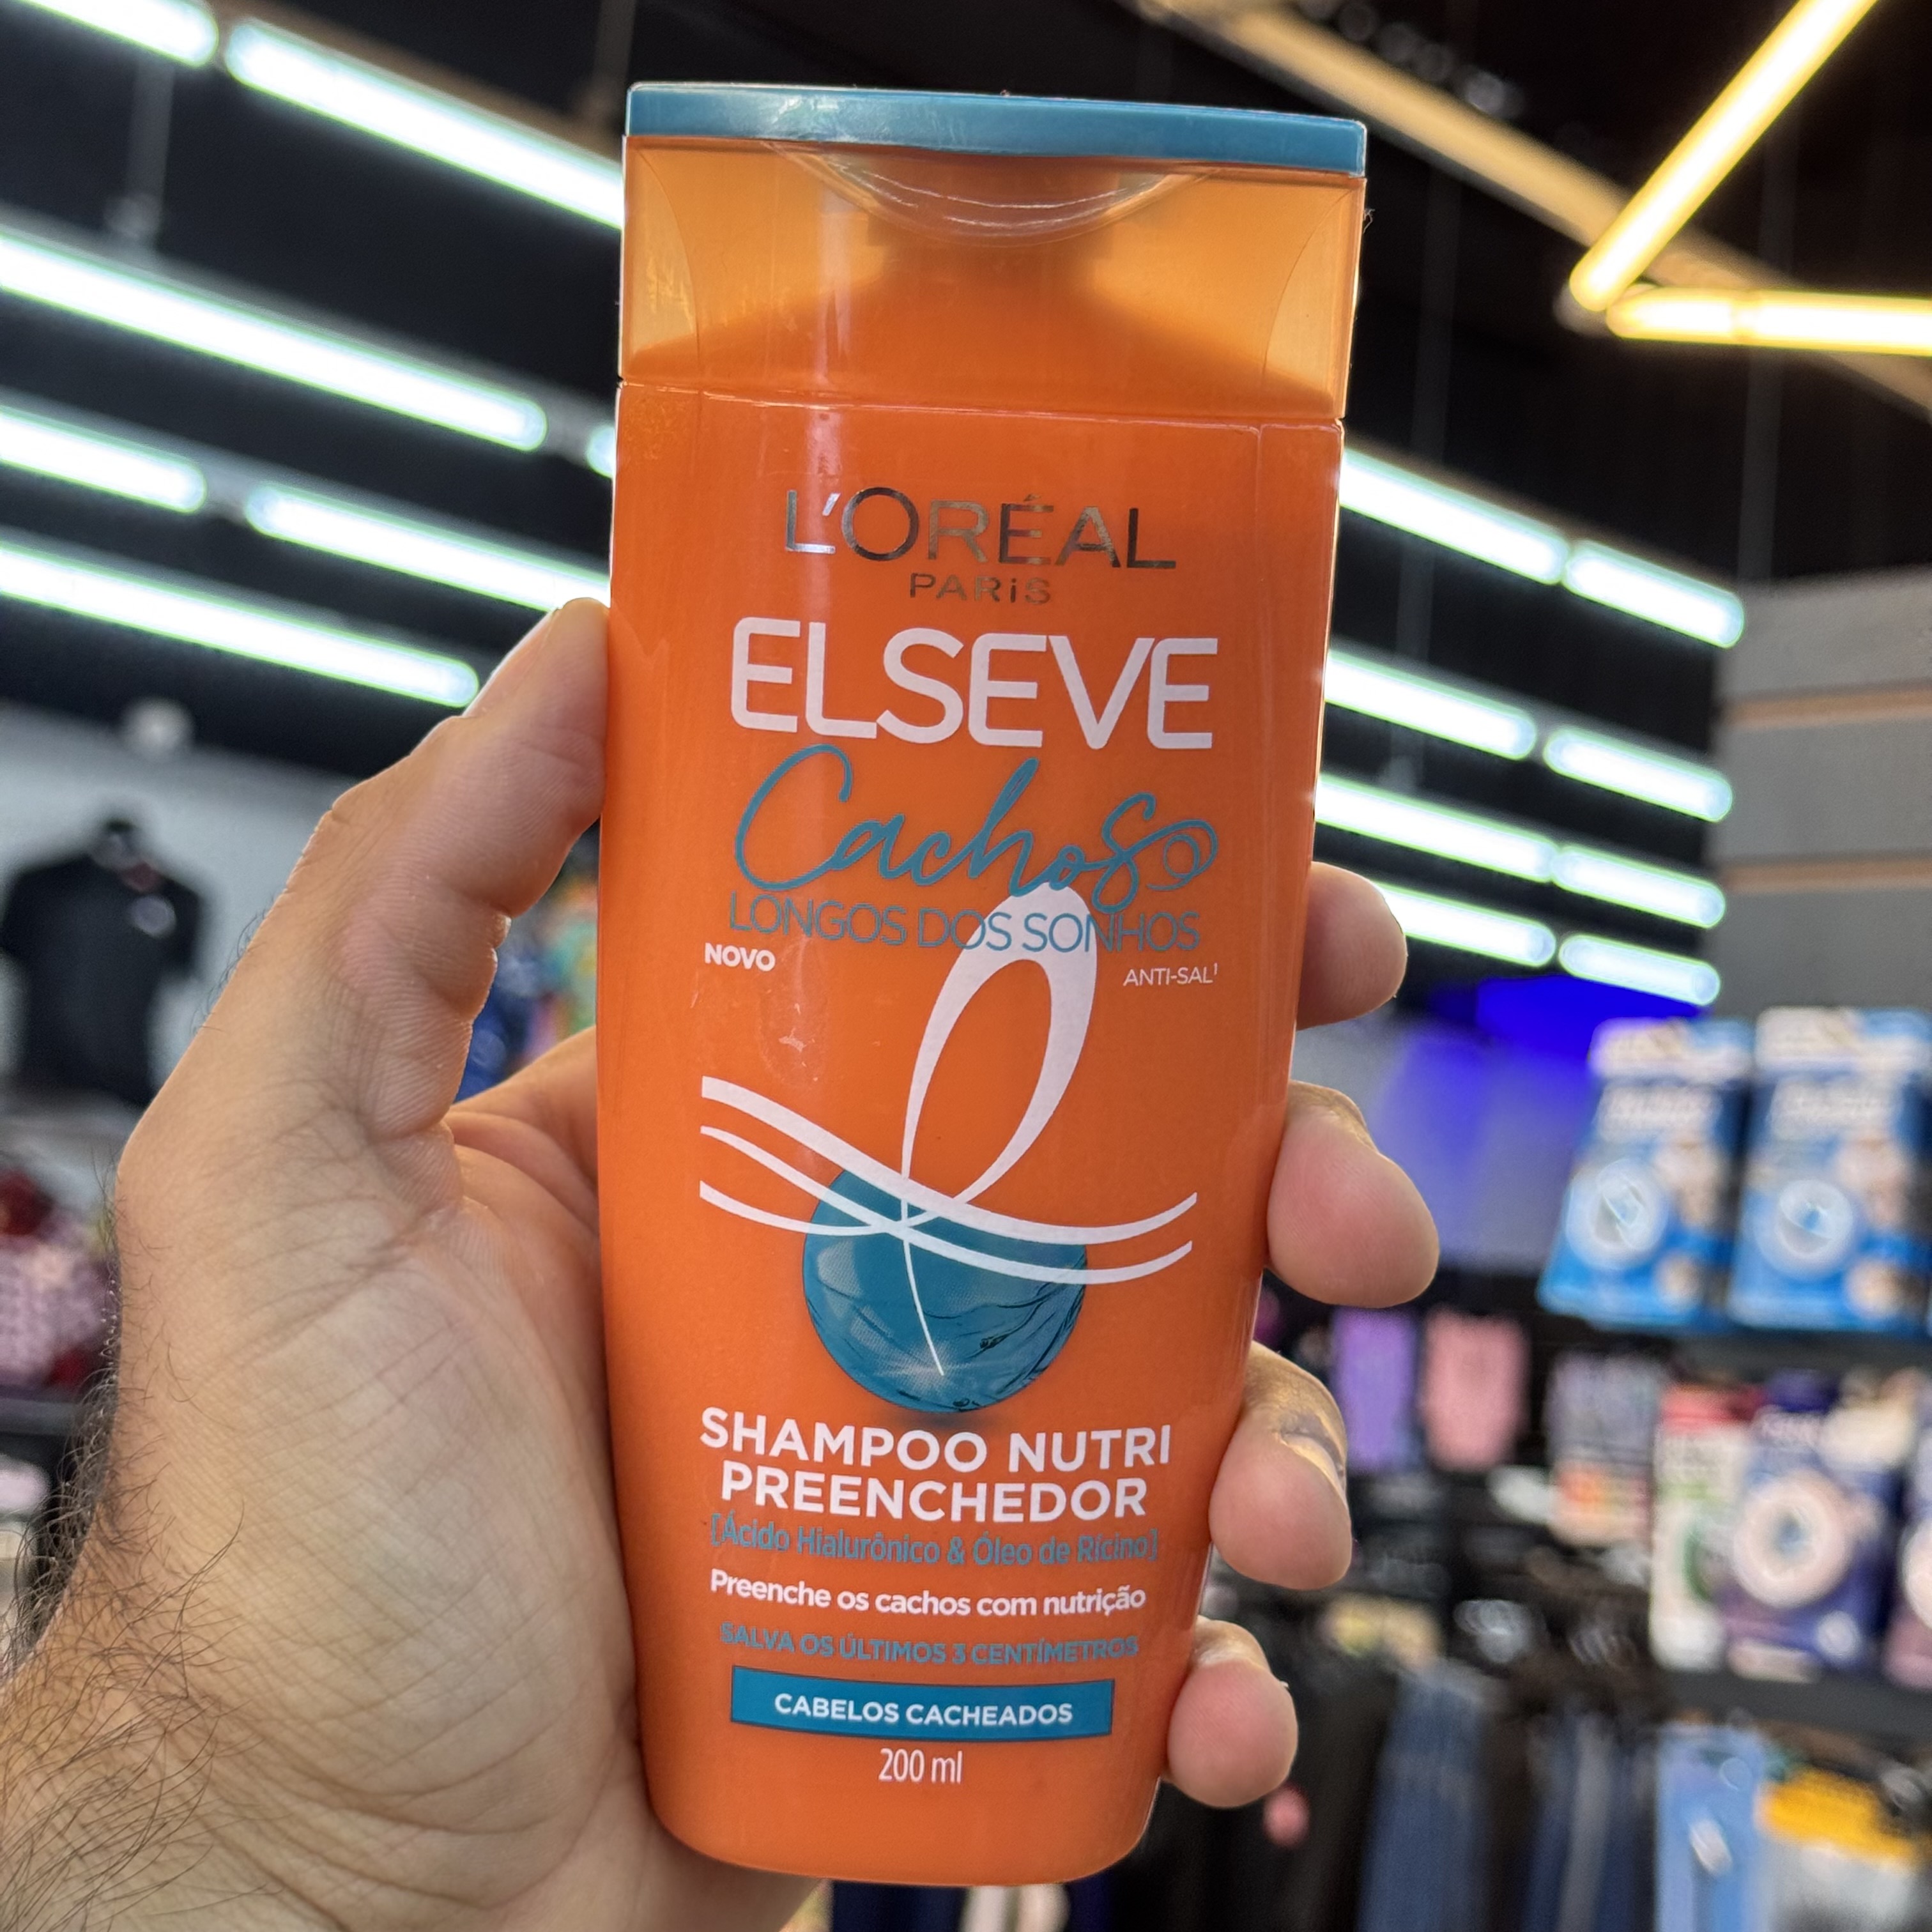 L'ORÉAL
PARiS
ELSEVE
Cachos
LONGOS DOS SONHOS
NOVO
ANTI-SAL¹
SHAMPOO NUTRI
PREENCHEDOR
[Ácido Hialurônico & Óleo de Rícino]
Preenche os cachos com nutrição
SALVA OS ÚLTIMOS 3 CENTÍMETROS
CABELOS CACHEADOS
200 ml